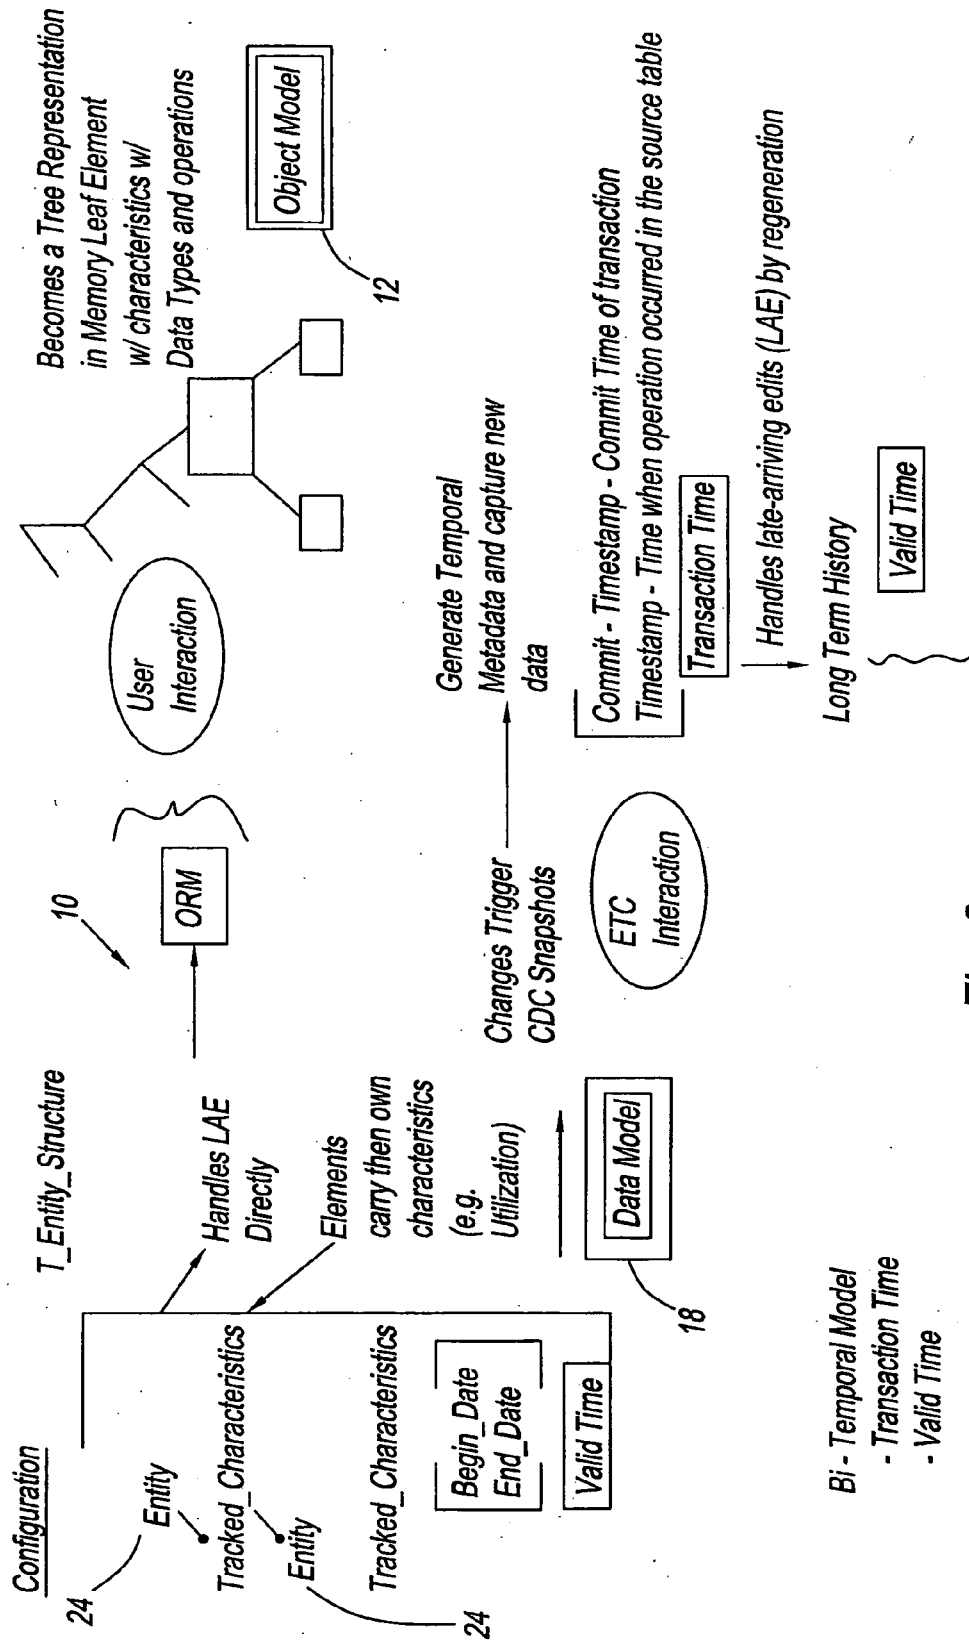 Configuration
24
Entity
Tracked_Characteristics
Entity
24
Tracked_Characteristics
Begin_Date
End_Date
Valid Time
T_Entity_Structure
Handles LAE
Directly
Elements
carry then own
characteristics
(e.g.
Utilization)
Data Model
18
10
ORM
User
Interaction
Becomes a Tree Representation
in Memory Leaf Element
w/ characteristics w/
Data Types and operations
Object Model
12
Changes Trigger
CDC Snapshots
ETC
Interaction
Generate Temporal
Metadata and capture new
data
Commit - Timestamp - Commit Time of transaction
Timestamp - Time when operation occurred in the source table
Transaction Time
Handles late-arriving edits (LAE) by regeneration
Long Term History
Valid Time
Bi - Temporal Model
- Transaction Time
- Valid Time